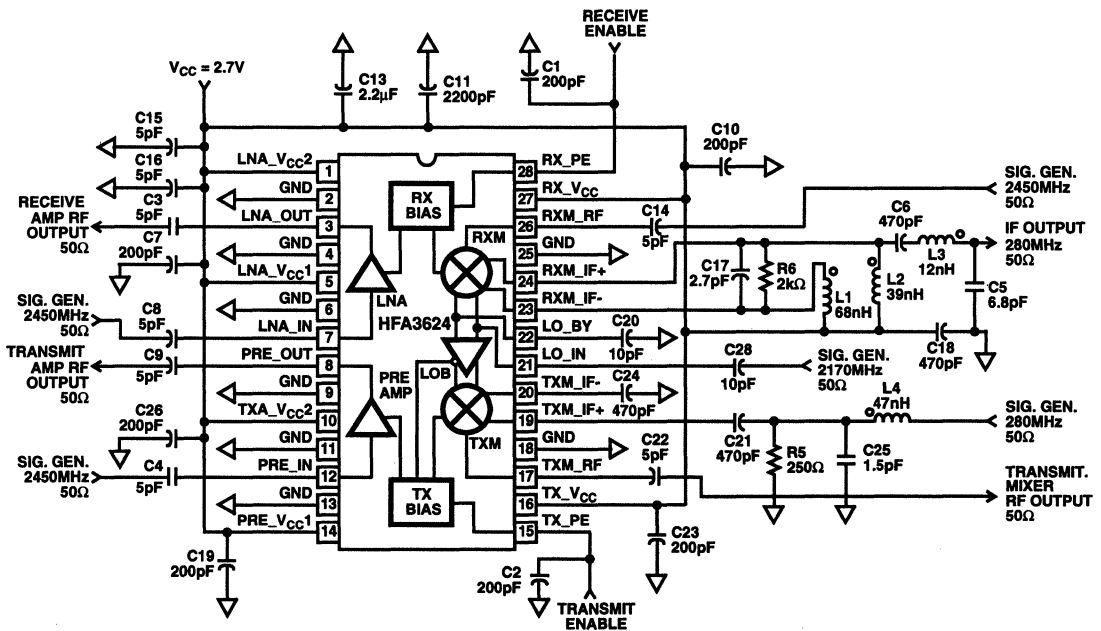 RECEIVE
ENABLE
VCC = 2.7V
C13
2.2µF
C11
2200pF
C1
200pF
C15
5pF
C16
5pF
C10
200pF
RECEIVE
AMP RF
OUTPUT
50Ω
C3
5pF
C7
200pF
LNA_VCC2
GND
LNA_OUT
GND
LNA_VCC1
GND
LNA_IN
PRE_OUT
GND
TXA_VCC2
GND
PRE_IN
GND
PRE_VCC1
1
2
3
4
5
6
7
8
9
10
11
12
13
14
SIG. GEN.
2450MHz
50Ω
C8
5pF
TRANSMIT
AMP RF
OUTPUT
50Ω
C9
5pF
C26
200pF
SIG. GEN.
2450MHz
50Ω
C4
5pF
C19
200pF
RX
BIAS
RXM
LNA
HFA3624
LOB
PRE
AMP
TXM
TX
BIAS
28
27
26
25
24
23
22
21
20
19
18
17
16
15
RX_PE
RX_VCC
RXM_RF
GND
RXM_IF+
RXM_IF-
LO_BY
LO_IN
TXM_IF-
TXM_IF+
GND
TXM_RF
TX_VCC
TX_PE
C14
5pF
SIG. GEN.
2450MHz
50Ω
C6
470pF
L3
12nH
IF OUTPUT
280MHz
50Ω
C17
2.7pF
R6
2kΩ
L1
68nH
L2
39nH
C5
6.8pF
C18
470pF
C20
10pF
C28
10pF
SIG. GEN.
2170MHz
50Ω
C24
470pF
L4
47nH
SIG. GEN.
280MHz
50Ω
C21
470pF
R5
250Ω
C25
1.5pF
C22
5pF
TRANSMIT.
MIXER
RF OUTPUT
50Ω
C23
200pF
C2
200pF
TRANSMIT
ENABLE